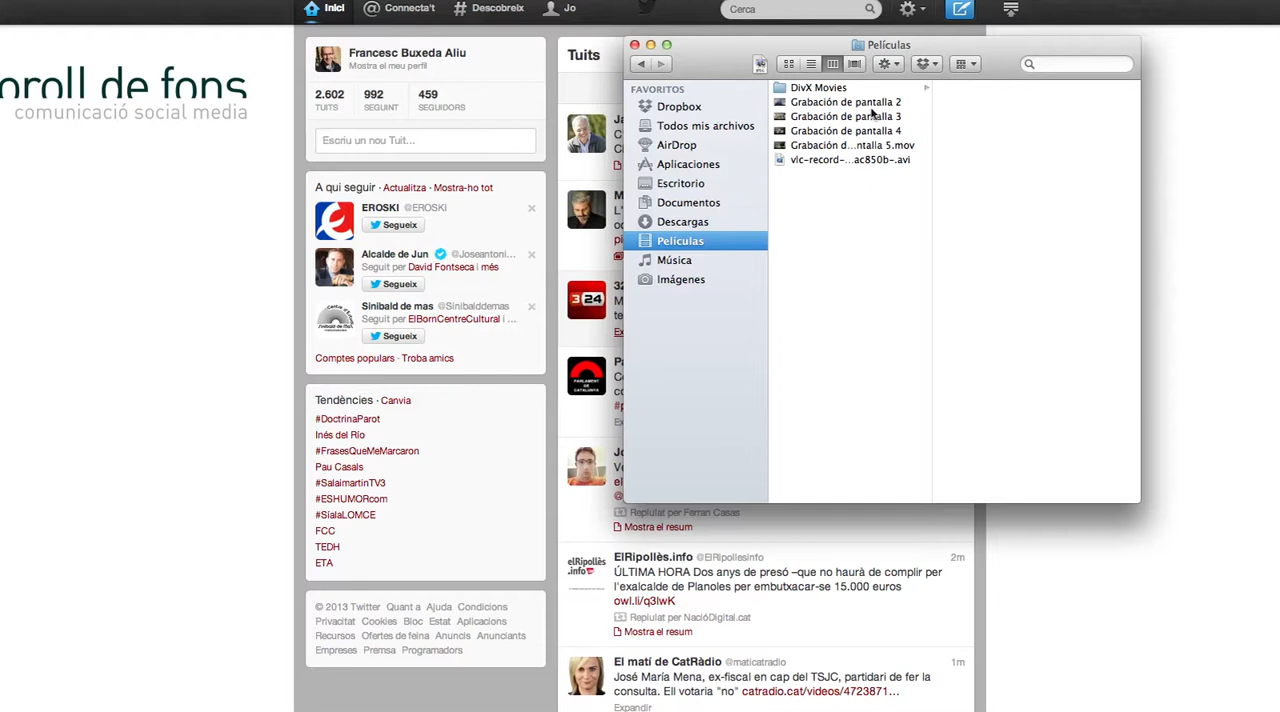 Inici
Connecta't
Descobreix
Jo
Cerca
oroll de fons
comunicació social media
Francesc Buxeda Aliu
Mostra el meu perfil
2.602
992
459
TUITS
SEGUINT
SEGUIDORS
Escriu un nou Tuit...
A qui seguir · Actualitza · Mostra-ho tot
EROSKI @EROSKI
Segueix
Alcalde de Jun @Joseantoni...
Seguit per David Fontseca i més
Segueix
Sinibald de mas @Sinibalddemas
Seguit per ElBornCentreCultural i ...
Segueix
Comptes populars · Troba amics
Tendències · Canvia
#DoctrinaParot
Inés del Río
#FrasesQueMeMarcaron
Pau Casals
#SalaimartinTV3
#ESHUMORcom
#SíalaLOMCE
FCC
TEDH
ETA
© 2013 Twitter Quant a Ajuda Condicions
Privacitat Cookies Bloc Estat Aplicacions
Recursos Ofertes de feina Anuncis Anunciants
Empreses Premsa Programadors
Tuits
324
PARLAMENT
DE
CATALUNYA
Películas
FAVORITOS
Dropbox
Todos mis archivos
AirDrop
Aplicaciones
Escritorio
Documentos
Descargas
Películas
Música
Imágenes
DivX Movies
Grabación de pantalla 2
Grabación de pantalla 3
Grabación de pantalla 4
Grabación d...ntalla 5.mov
vlc-record-...ac850b-.avi
Replulat per Ferran Casas
Mostra el resum
elRipollès
.info
ElRipollès.info @ElRipollesInfo 2m
ÚLTIMA HORA Dos anys de presó –que no haurà de complir per
l'exalcalde de Planoles per embutxacar-se 15.000 euros
owl.li/q3lwK
Replulat per NacióDigital.cat
Mostra el resum
El matí de CatRàdio @maticatradio 1m
José María Mena, ex-fiscal en cap del TSJC, partidari de fer la
consulta. Ell votaria "no" catradio.cat/videos/4723871...
Expandir